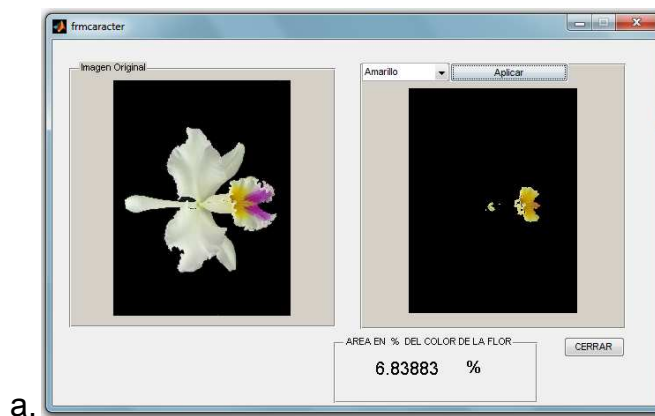 frmcaracter
Imagen Original
Amarillo
Aplicar
AREA EN % DEL COLOR DE LA FLOR
6.83883 %
CERRAR
a.